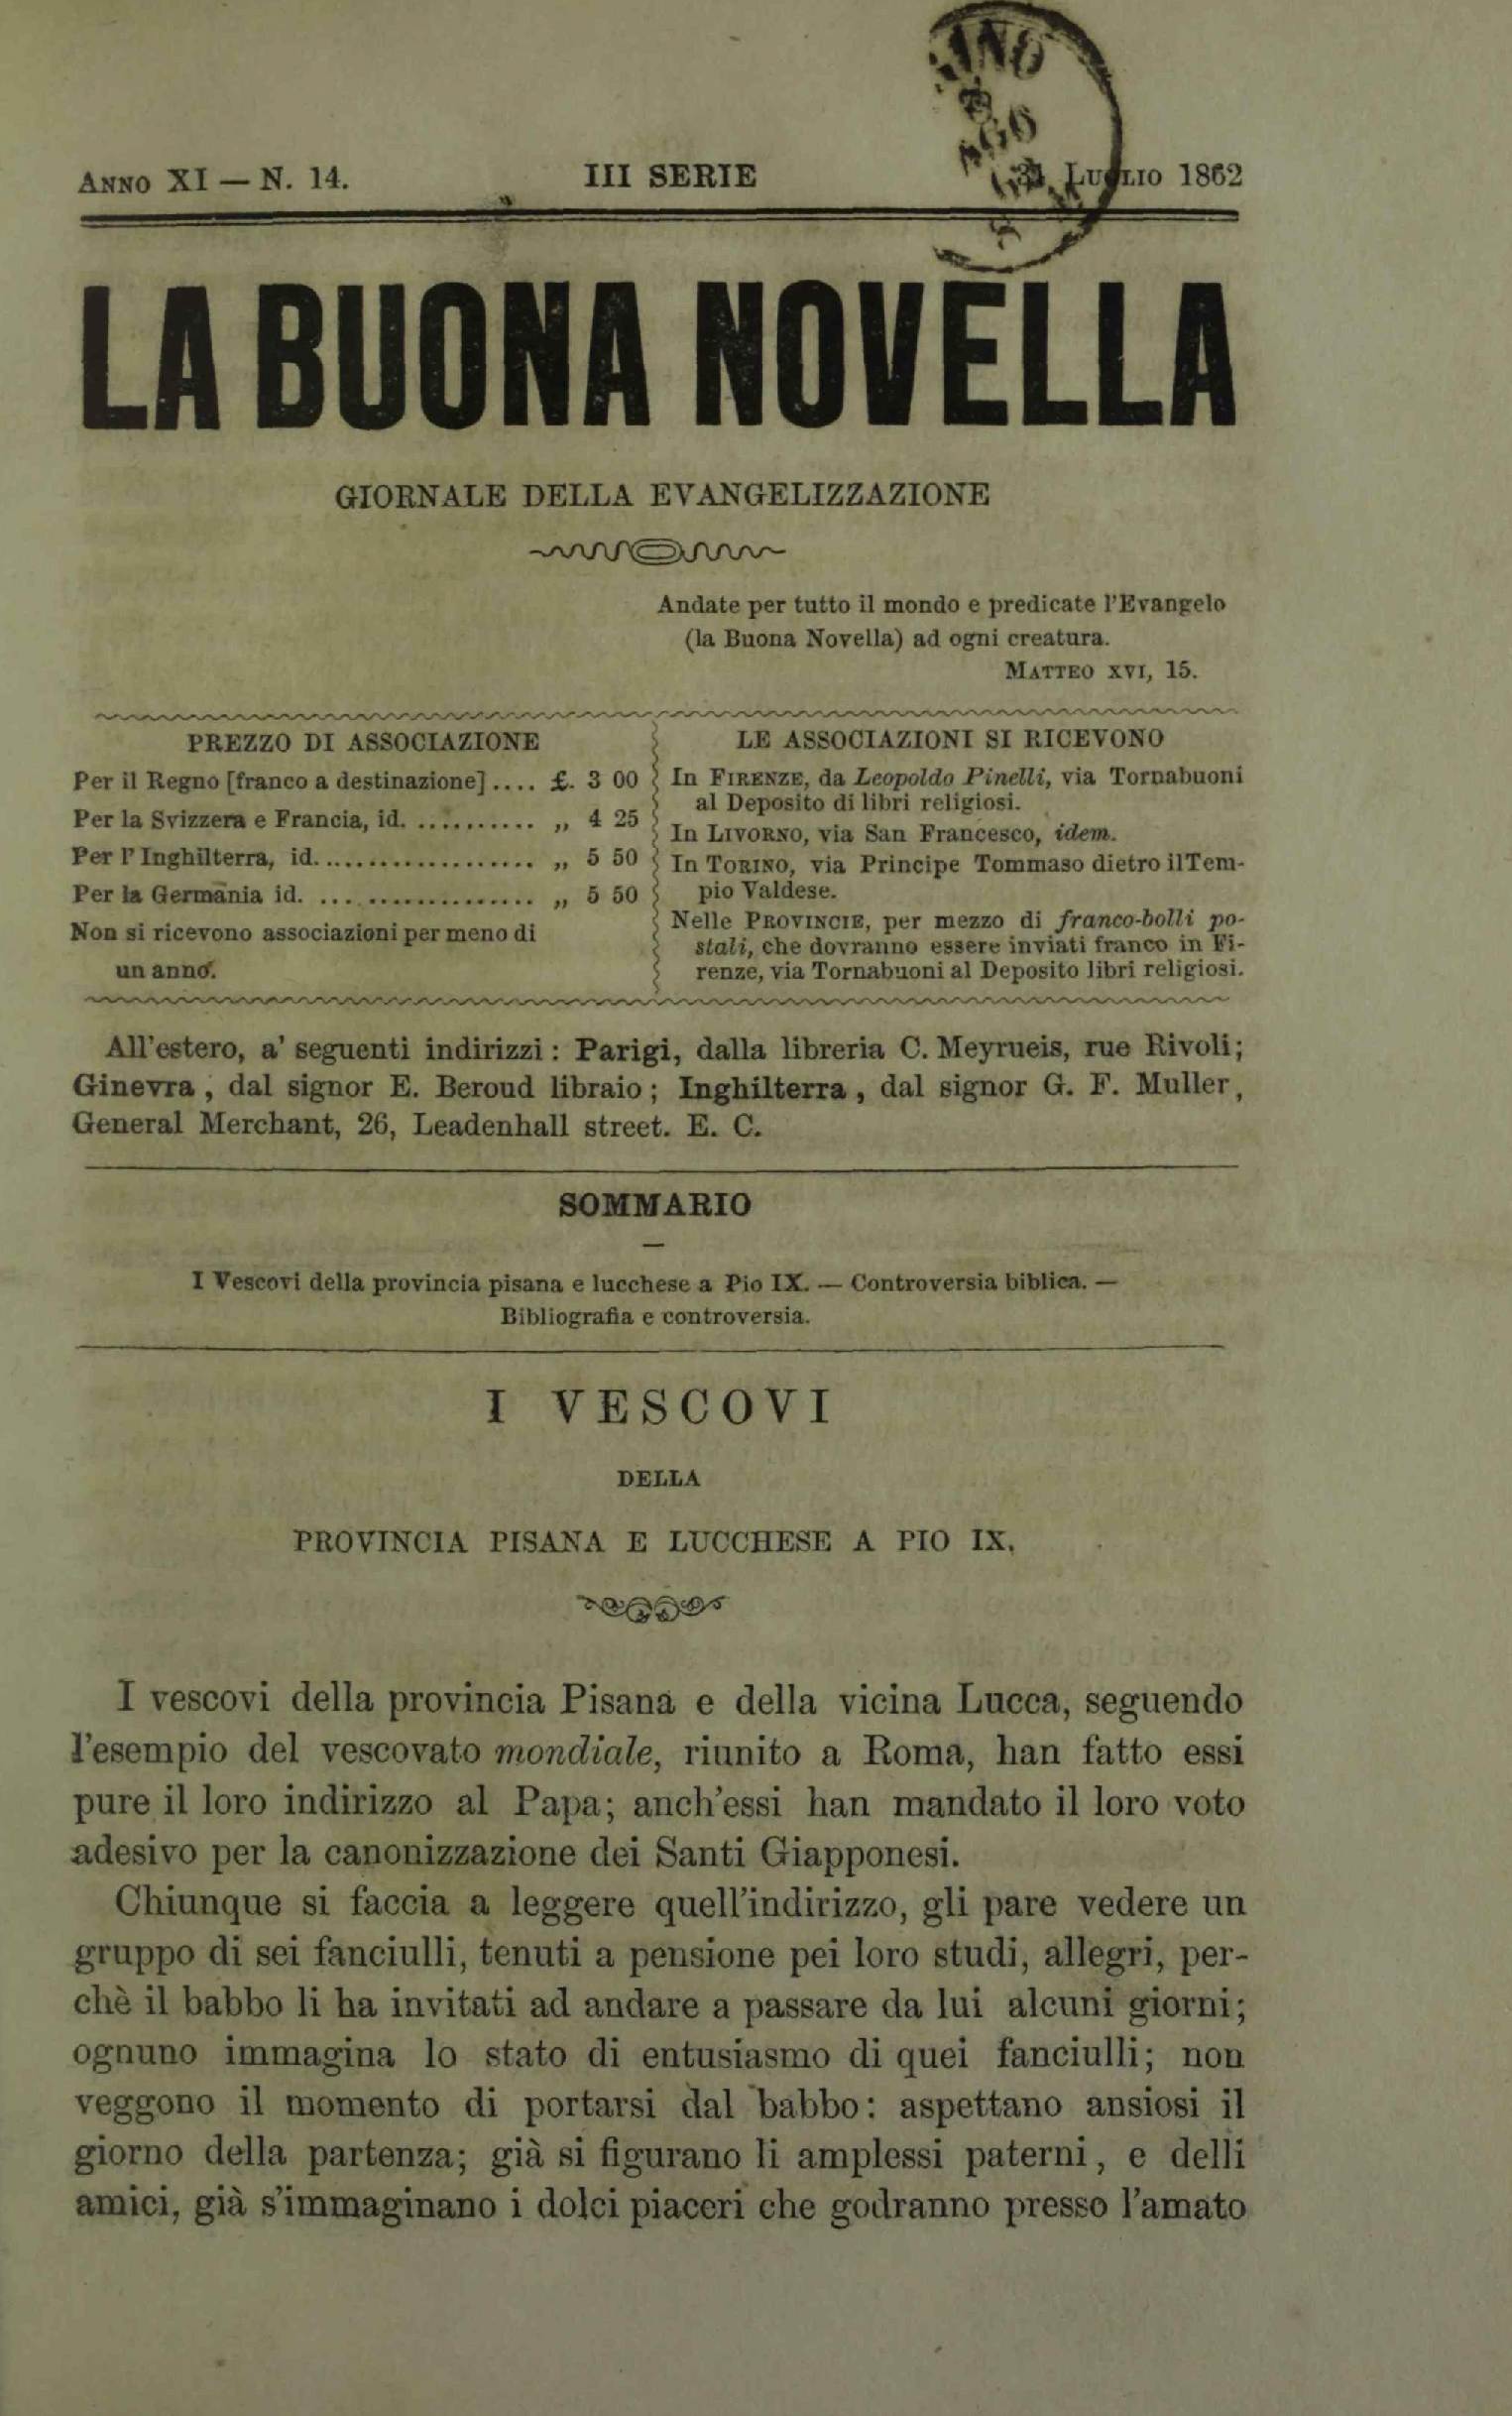 ANNO XI — N. 14.
III SERIE
31 LUGLIO 1862
LA BUONA NOVELLA
GIORNALE DELLA EVANGELIZZAZIONE
Andate per tutto il mondo e predicate l'Evangelo
(la Buona Novella) ad ogni creatura.
MATTEO XVI, 15.
PREZZO DI ASSOCIAZIONE
Per il Regno [franco a destinazione].... £. 3 00
Per la Svizzera e Francia, id. ........... „ 4 25
Per l'Inghilterra, id................... „ 5 50
Per la Germania id. .................. „ 5 50
Non si ricevono associazioni per meno di
un anno.
LE ASSOCIAZIONI SI RICEVONO
In FIRENZE, da Leopoldo Pinelli, via Tornabuoni
al Deposito di libri religiosi.
In LIVORNO, via San Francesco, idem.
In TORINO, via Principe Tommaso dietro il Tem-
pio Valdese.
Nelle PROVINCIE, per mezzo di franco-bolli po-
stali, che dovranno essere inviati franco in Fi-
renze, via Tornabuoni al Deposito libri religiosi.
All'estero, a' seguenti indirizzi : Parigi, dalla libreria C. Meyrueis, rue Rivoli;
Ginevra , dal signor E. Beroud libraio ; Inghilterra , dal signor G. F. Muller ,
General Merchant, 26, Leadenhall street. E. C.
SOMMARIO
I Vescovi della provincia pisana e lucchese a Pio IX. — Controversia biblica. —
Bibliografia e controversia.
I VESCOVI
DELLA
PROVINCIA PISANA E LUCCHESE A PIO IX.
I vescovi della provincia Pisana e della vicina Lucca, seguendo
l'esempio del vescovato mondiale, riunito a Roma, han fatto essi
pure il loro indirizzo al Papa; anch'essi han mandato il loro voto
adesivo per la canonizzazione dei Santi Giapponesi.
Chiunque si faccia a leggere quell'indirizzo, gli pare vedere un
gruppo di sei fanciulli, tenuti a pensione pei loro studi, allegri, per-
chè il babbo li ha invitati ad andare a passare da lui alcuni giorni;
ognuno immagina lo stato di entusiasmo di quei fanciulli; non
veggono il momento di portarsi dal babbo: aspettano ansiosi il
giorno della partenza; già si figurano li amplessi paterni, e delli
amici, già s'immaginano i dolci piaceri che godranno presso l'amato